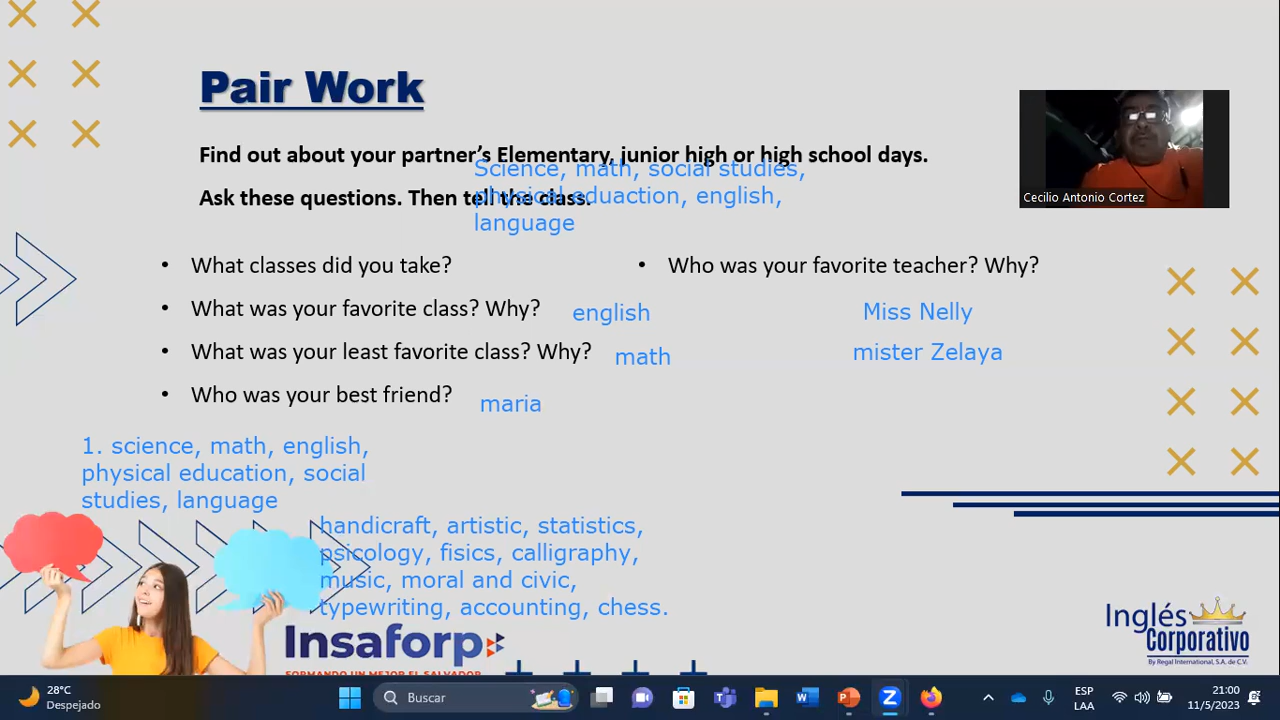 Pair Work
Find out about your partner's Elementary, junior high or high school days.
Science, math, social studies,
physical eduaction, english,
language
Ask these questions. Then tell the class.
Cecilio Antonio Cortez
• What classes did you take?
• What was your favorite class? Why?
english
• What was your least favorite class? Why?
math
• Who was your best friend?
maria
• Who was your favorite teacher? Why?
Miss Nelly
mister Zelaya
1. science, math, english,
physical education, social
studies, language
handicraft, artistic, statistics,
psicology, fisics, calligraphy,
music, moral and civic,
typewriting, accounting, chess.
Insaforp
FORMANDO UN MEJOR EL SALVADOR
Inglés
Corporativo
By Regal International, S.A. de C.V.
28°C
Despejado
Buscar
ESP
LAA
21:00
11/5/2023